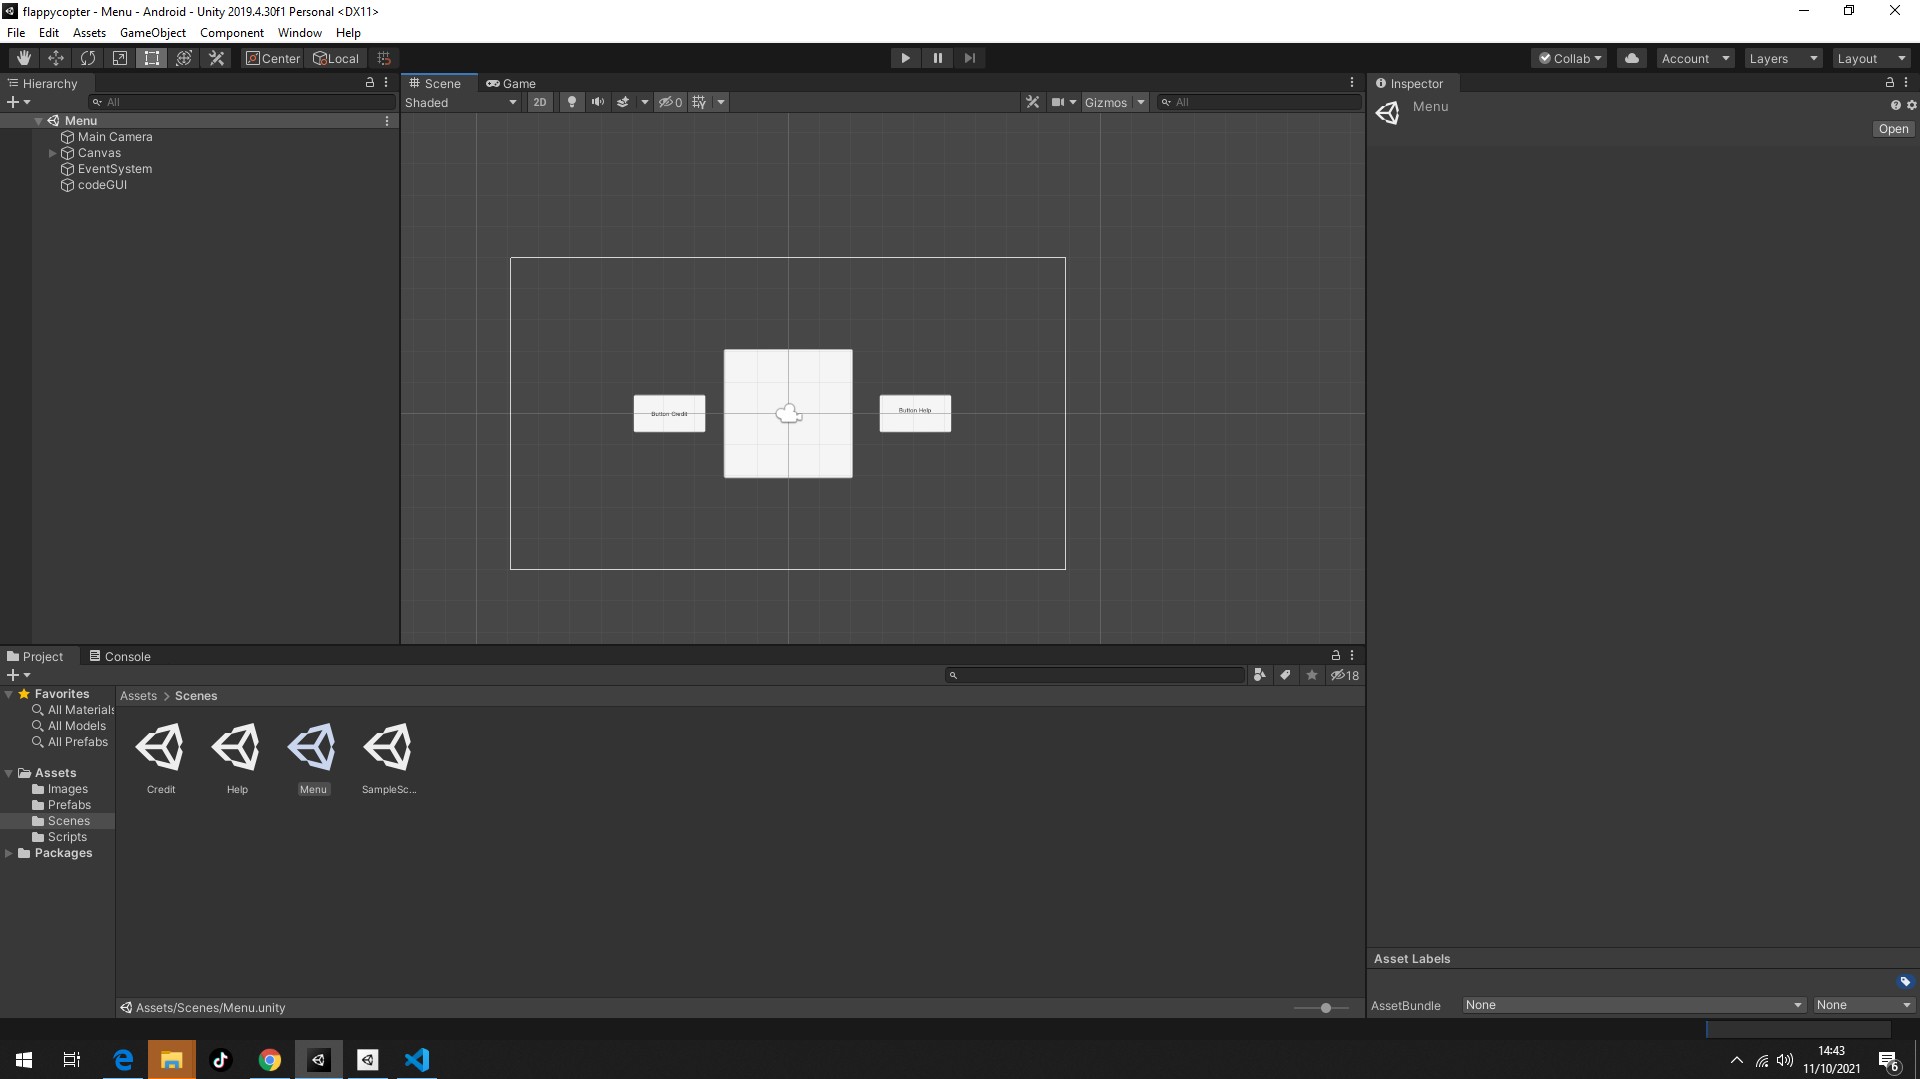 flappycopter - Menu - Android - Unity 2019.4.30f1 Personal <DX11>
File Edit Assets GameObject Component Window Help
Center Local Collab Account Layers Layout
Hierarchy
All
Menu
Main Camera
Canvas
EventSystem
codeGUI
Scene Game
Shaded 2D 0 Gizmos All
Button Credit
Button Help
Inspector
Menu
Open
Project Console
18
Favorites
All Materials
All Models
All Prefabs
Assets
Images
Prefabs
Scenes
Scripts
Packages
Assets > Scenes
Credit Help Menu SampleSc...
Assets/Scenes/Menu.unity
Asset Labels
AssetBundle None None
14:43
11/10/2021
6